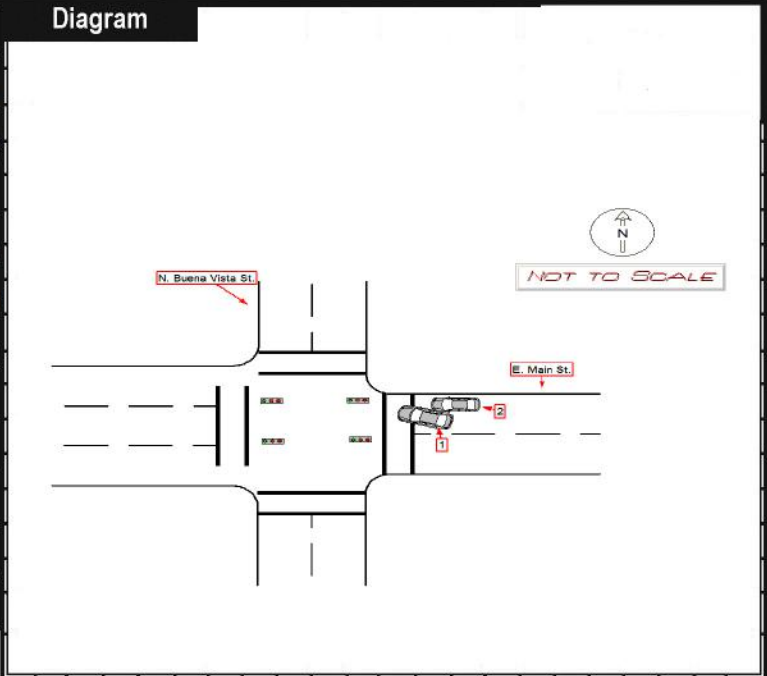 Diagram
N
NOT TO SCALE
N. Buena Vista St.
E. Main St.
2
1